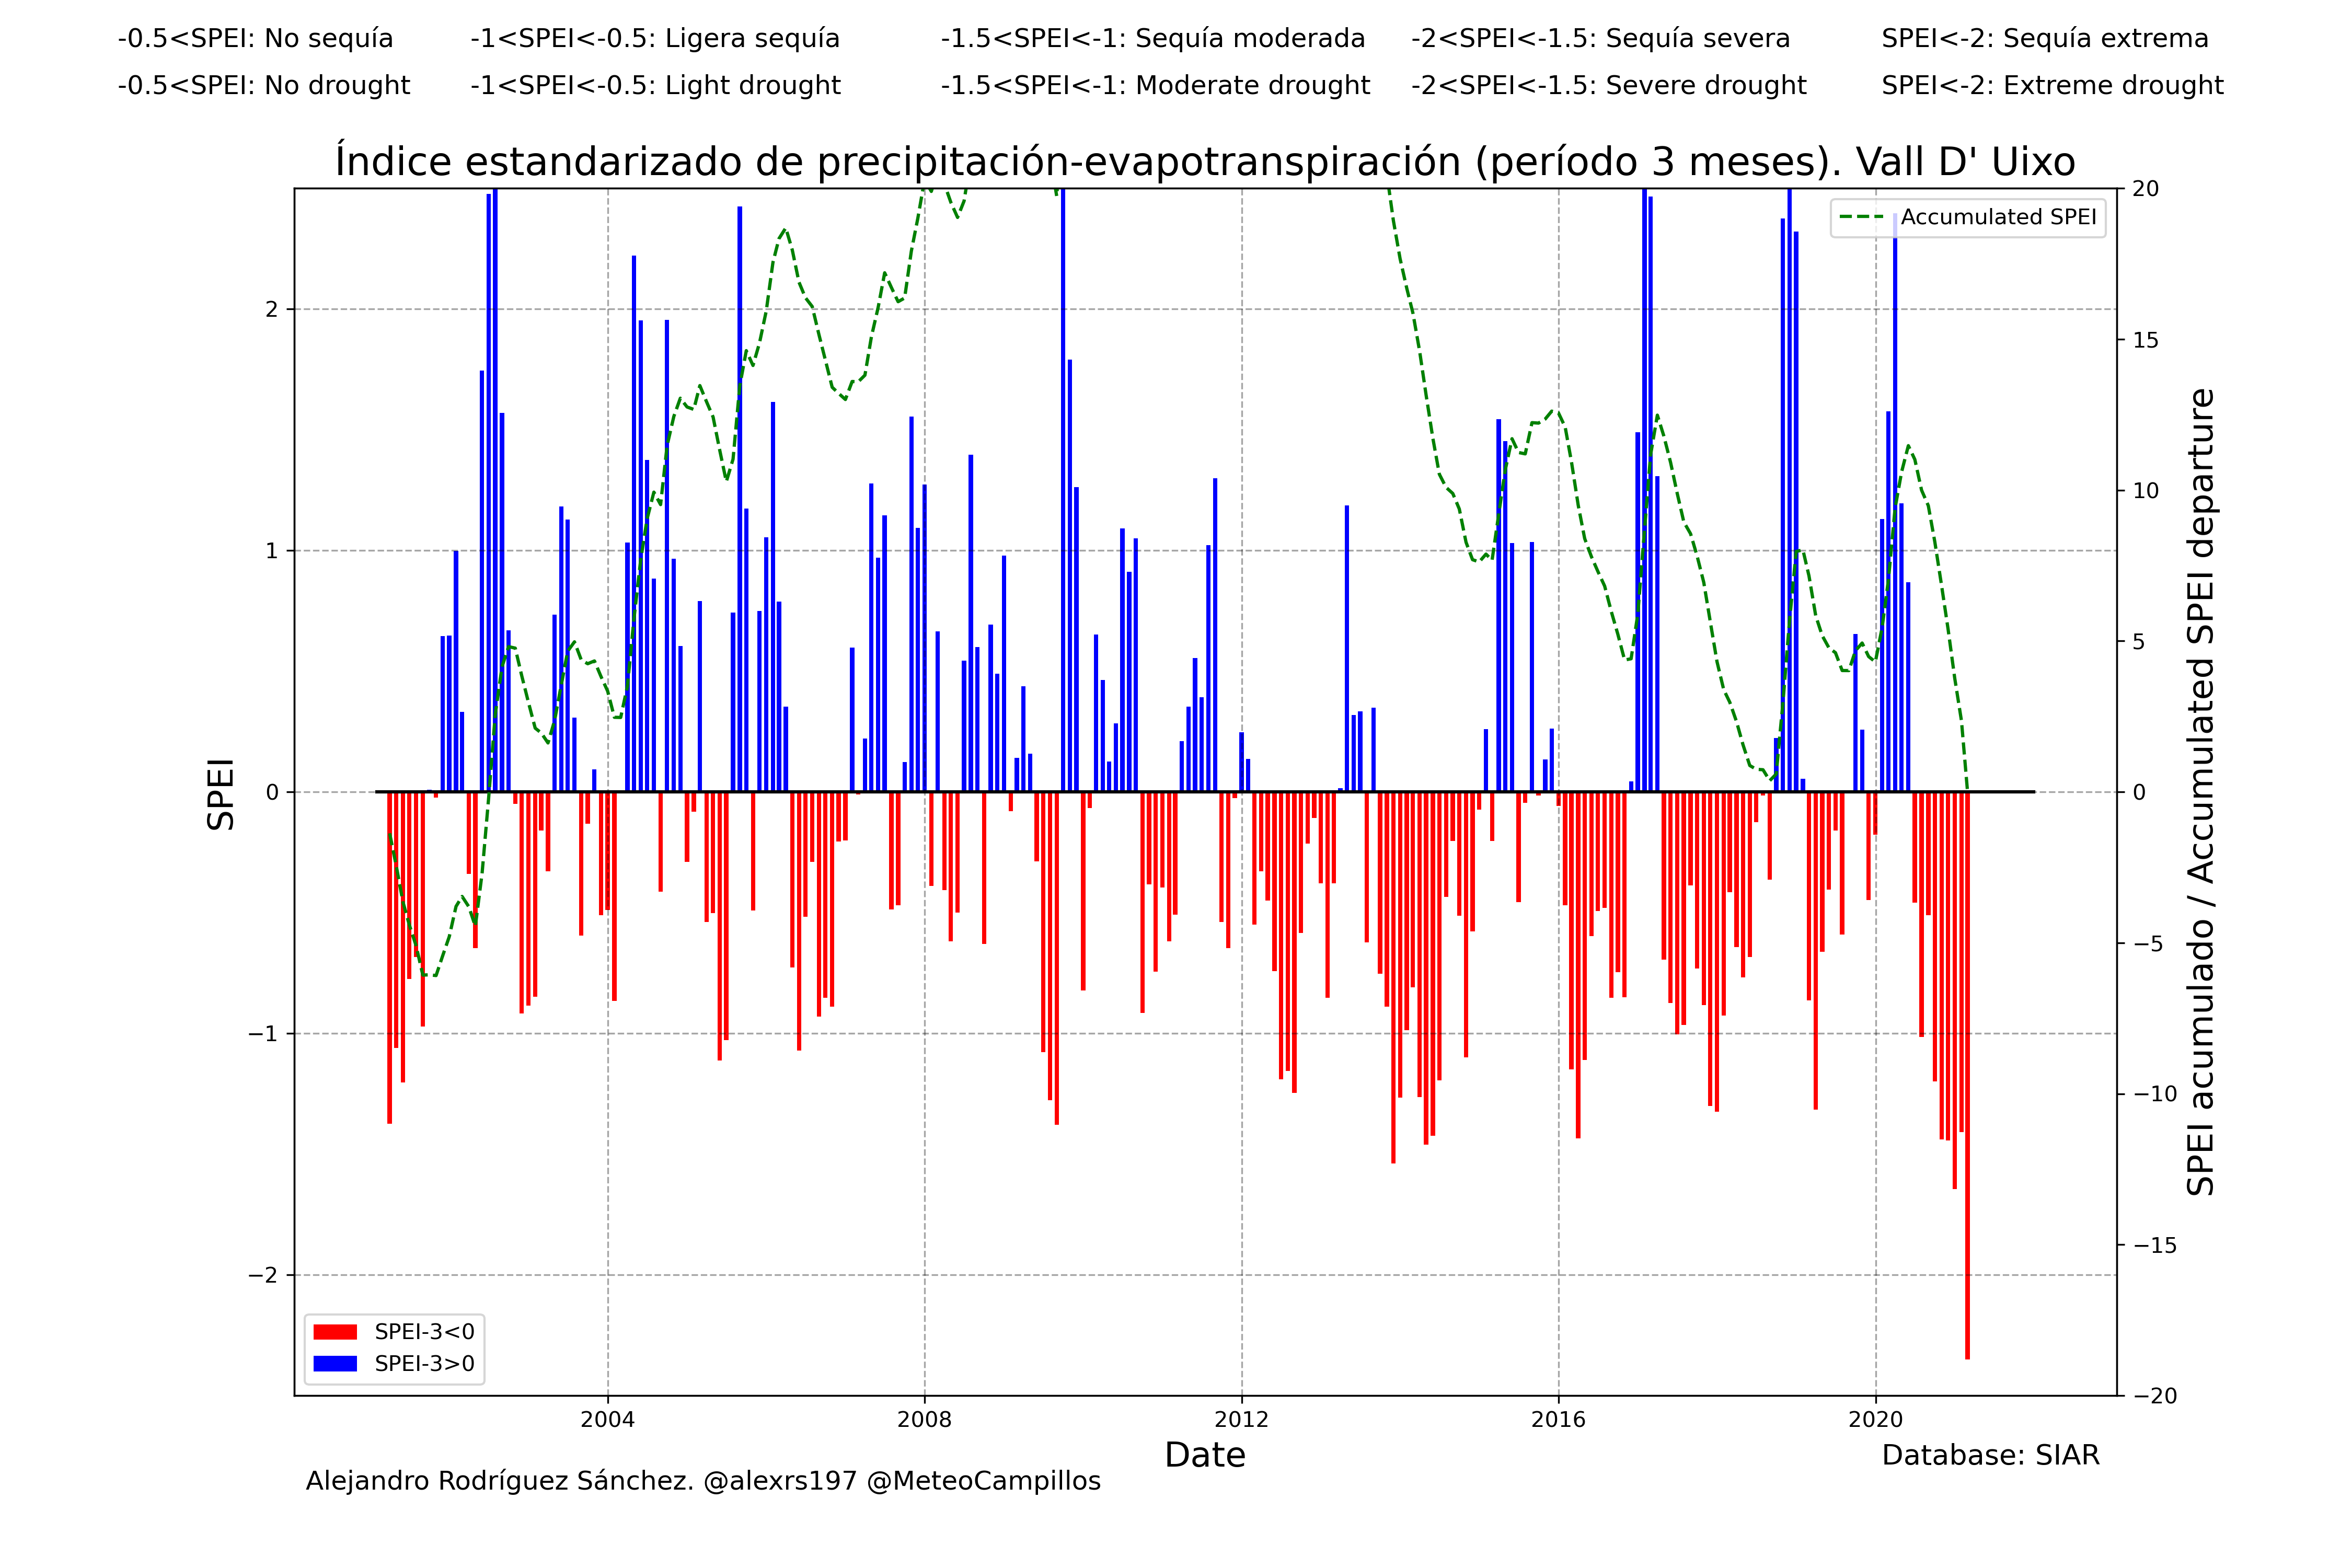 -0.5<SPEI: No sequía -1<SPEI<-0.5: Ligera sequía -1.5<SPEI<-1: Sequía moderada -2<SPEI<-1.5: Sequía severa SPEI<-2: Sequía extrema
-0.5<SPEI: No drought -1<SPEI<-0.5: Light drought -1.5<SPEI<-1: Moderate drought -2<SPEI<-1.5: Severe drought SPEI<-2: Extreme drought
Índice estandarizado de precipitación-evapotranspiración (período 3 meses). Vall D' Uixo
Accumulated SPEI
2
1
0
−1
−2
SPEI
20
15
10
5
0
−5
−10
−15
−20
SPEI acumulado / Accumulated SPEI departure
SPEI-3<0
SPEI-3>0
2004 2008 2012 2016 2020
Date
Database: SIAR
Alejandro Rodríguez Sánchez. @alexrs197 @MeteoCampillos